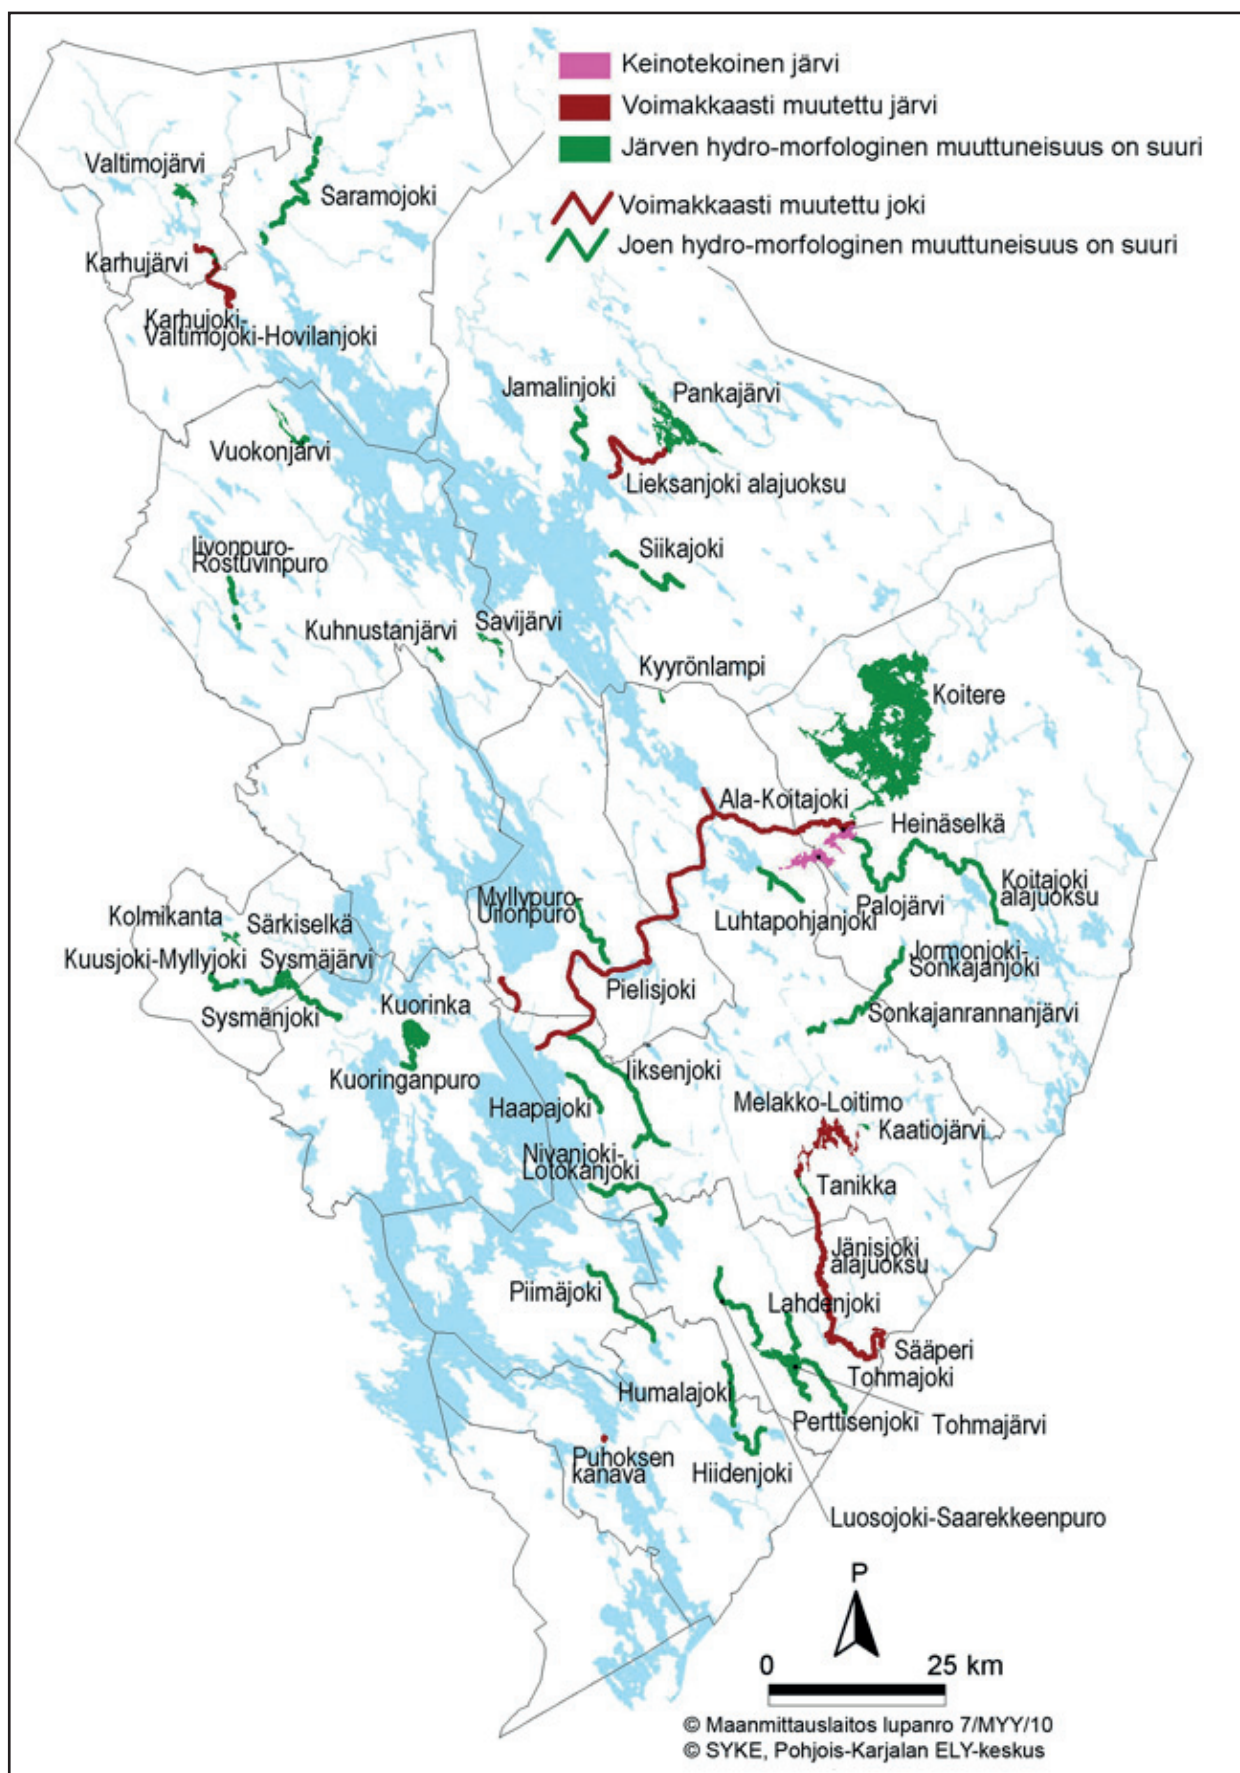 Keinotekoinen järvi
Voimakkaasti muutettu järvi
Järven hydro-morfologinen muuttuneisuus on suuri
Voimakkaasti muutettu joki
Joen hydro-morfologinen muuttuneisuus on suuri
Valtimojärvi
Saramojoki
Karhujärvi
Karhujoki-
Valtimojoki-Hovilanjoki
Jamalinjoki
Pankajärvi
Vuokonjärvi
Lieksanjoki alajuoksu
Iivonpuro-
Rostuvinpuro
Siikajoki
Kuhnustanjärvi
Savijärvi
Kyyrönlampi
Koitere
Ala-Koitajoki
Heinäselkä
Myllypuro-
Uilonpuro
Luhtapohjanjoki
Palojärvi
Koitajoki
alajuoksu
Kolmikanta
Särkiselkä
Kuusjoki-Myllyjoki
Sysmäjärvi
Jormonjoki-
Sonkajanjoki
Pielisjoki
Sysmänjoki
Kuorinka
Sonkajanrannanjärvi
Kuoringanpuro
Iiksenjoki
Haapajoki
Melakko-Loitimo
Kaatiojärvi
Nivanjoki-
Lotokanjoki
Tanikka
Jänisjoki
alajuoksu
Piimäjoki
Lahdenjoki
Sääperi
Tohmajoki
Humalajoki
Perttisenjoki
Tohmajärvi
Puhoksen
kanava
Hiidenjoki
Luosojoki-Saarekkeenpuro
P
0 25 km
© Maanmittauslaitos lupanro 7/MYY/10
© SYKE, Pohjois-Karjalan ELY-keskus